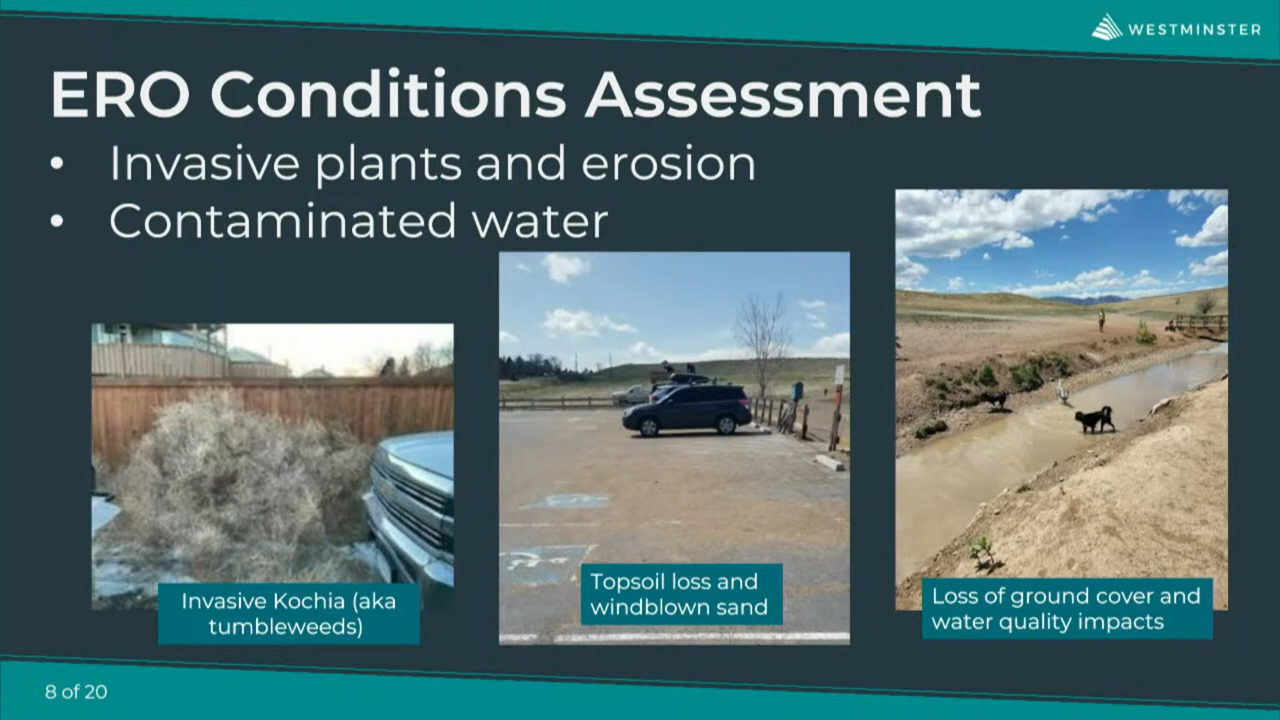 WESTMINSTER
ERO Conditions Assessment
• Invasive plants and erosion
• Contaminated water
Invasive Kochia (aka
tumbleweeds)
Topsoil loss and
windblown sand
Loss of ground cover and
water quality impacts
8 of 20